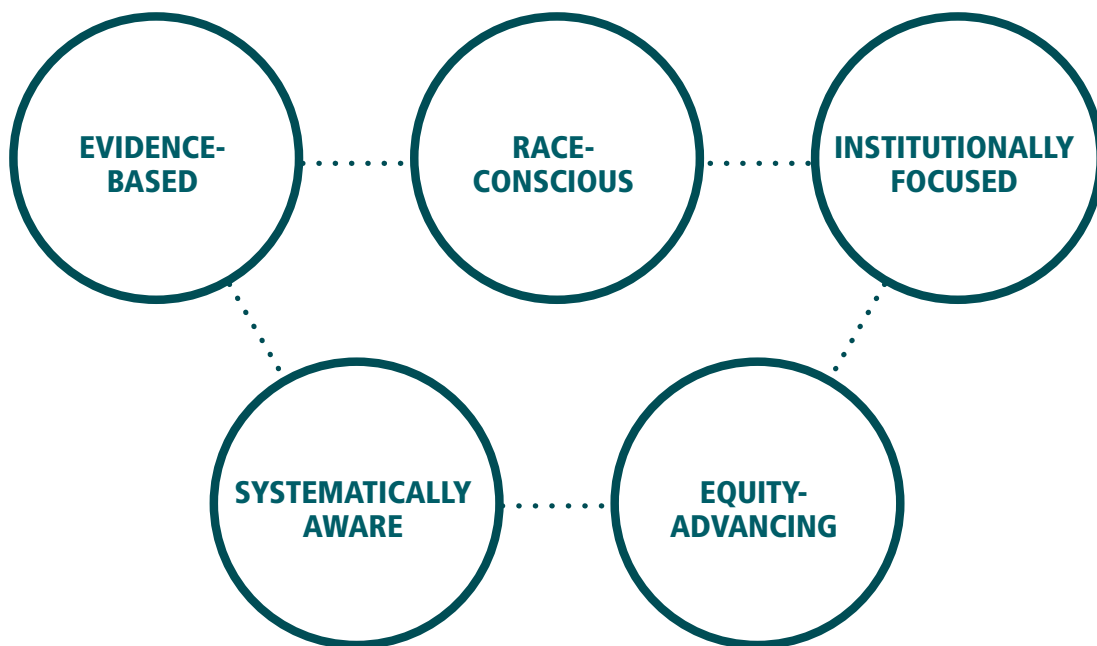 EVIDENCE-
BASED
RACE-
CONSCIOUS
INSTITUTIONALLY
FOCUSED
SYSTEMATICALLY
AWARE
EQUITY-
ADVANCING